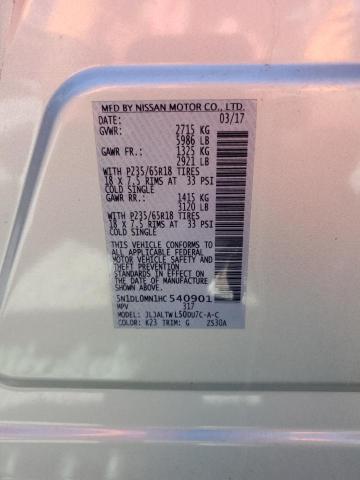 MFD BY NISSAN MOTOR CO., LTD.
DATE: 03/17
GVWR: 2715 KG
5986 LB
GAWR FR.: 1325 KG
2921 LB
WITH P235/65R18 TIRES
18 X 7.5 RIMS AT 33 PSI
COLD SINGLE
GAWR RR.: 1415 KG
3120 LB
WITH P235/65R18 TIRES
18 X 7.5 RIMS AT 33 PSI
COLD SINGLE
THIS VEHICLE CONFORMS TO ALL
APPLICABLE FEDERAL MOTOR
VEHICLE SAFETY AND THEFT
PREVENTION STANDARDS IN
EFFECT ON THE DATE OF
MANUFACTURE SHOWN ABOVE.
5N1DL0MN1HC540901
MPV 317
MODEL: JLJALTWL50DU7C-A-C
COLOR: K23 TRIM: G ZS30A